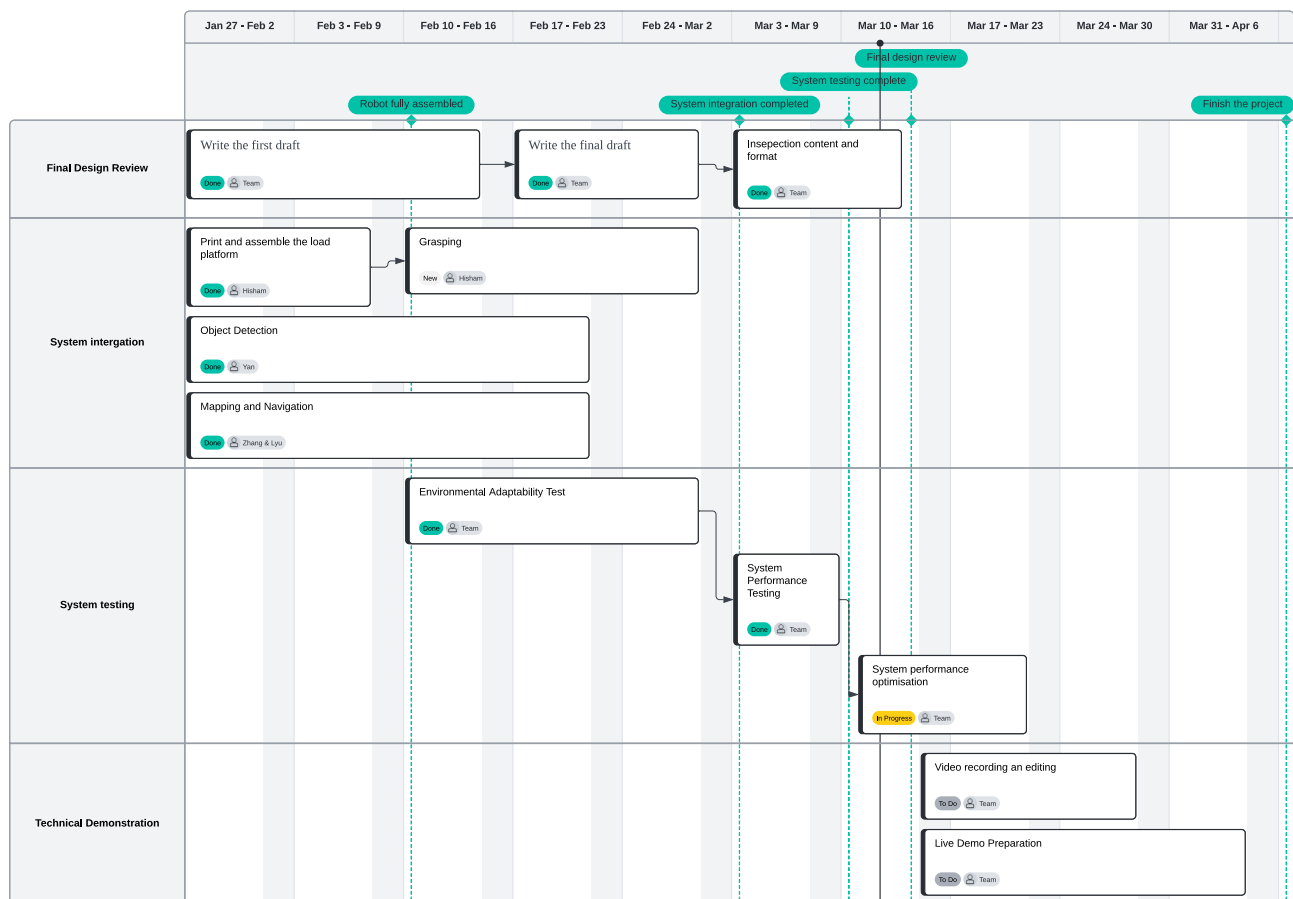 Jan 27 - Feb 2
Feb 3 - Feb 9
Feb 10 - Feb 16
Feb 17 - Feb 23
Feb 24 - Mar 2
Mar 3 - Mar 9
Mar 10 - Mar 16
Mar 17 - Mar 23
Mar 24 - Mar 30
Mar 31 - Apr 6
Final design review
System testing complete
Robot fully assembled
System integration completed
Finish the project
Final Design Review
Write the first draft
Done
Team
Write the final draft
Done
Team
Insepection content and
format
Done
Team
System intergation
Print and assemble the load
platform
Done
Hisham
Grasping
New
Hisham
Object Detection
Done
Yan
Mapping and Navigation
Done
Zhang & Lyu
System testing
Environmental Adaptability Test
Done
Team
System
Performance
Testing
Done
Team
System performance
optimisation
In Progress
Team
Technical Demonstration
Video recording an editing
To Do
Team
Live Demo Preparation
To Do
Team